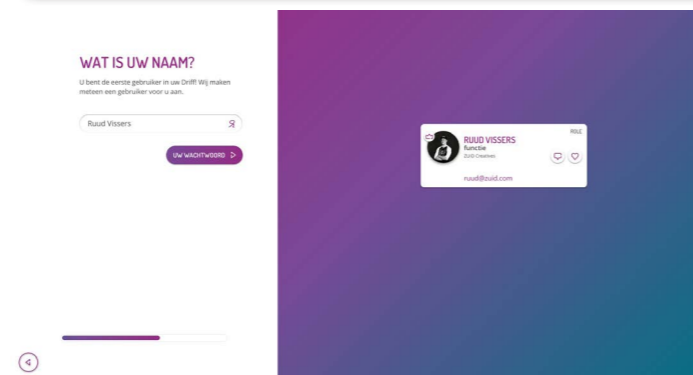 WAT IS UW NAAM?
U bent de eerste gebruiker in uw Driff! Wij maken
meteen een gebruiker voor u aan.
Ruud Vissers
UW WACHTWOORD
ROLE
RUUD VISSERS
functie
ZUID Creatives
ruud@zuid.com